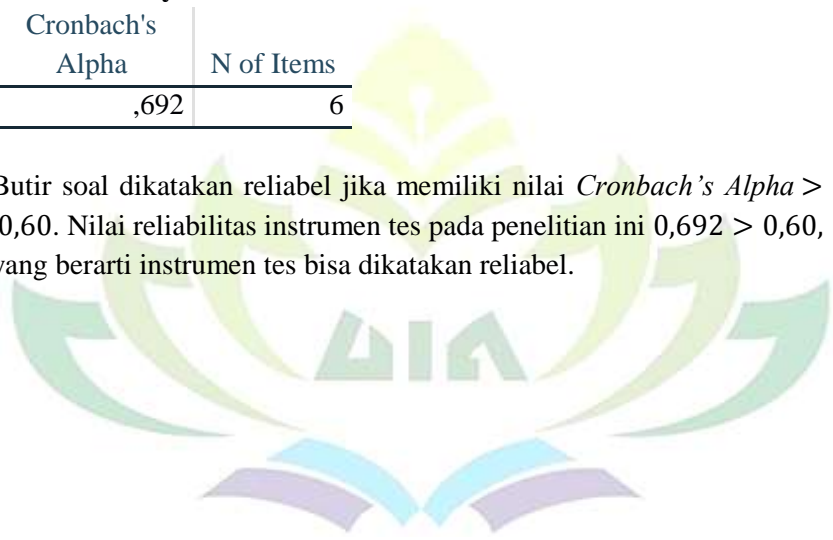 Cronbach's
Alpha N of Items
,692 6
Butir soal dikatakan reliabel jika memiliki nilai Cronbach's Alpha >
0,60. Nilai reliabilitas instrumen tes pada penelitian ini 0,692 > 0,60,
yang berarti instrumen tes bisa dikatakan reliabel.